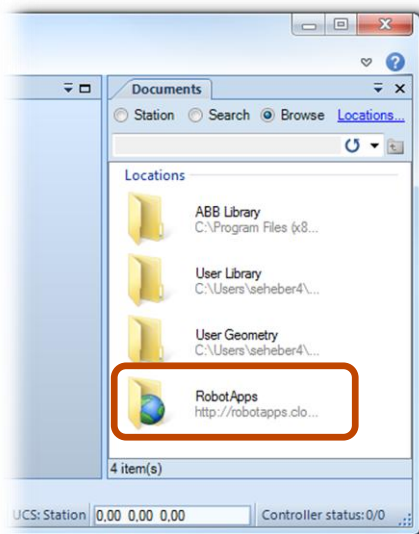 Documents
Station Search Browse Locations...
Locations
ABB Library
C:\Program Files (x8...
User Library
C:\Users\seheber4\...
User Geometry
C:\Users\seheber4\...
RobotApps
http://robotapps.clo...
4 item(s)
UCS: Station 0,00 0,00 0,00 Controller status: 0/0